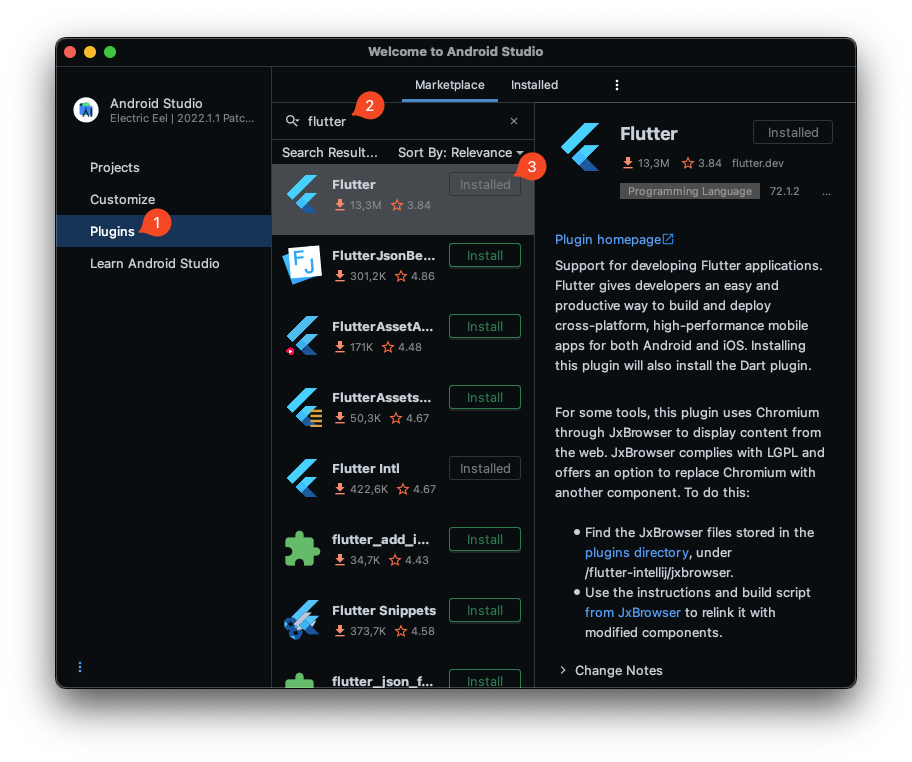 Welcome to Android Studio
Android Studio
Electric Eel | 2022.1.1 Patc...
Projects
Customize
Plugins
1
Learn Android Studio
Marketplace
Installed
flutter
2
Search Result...
Sort By: Relevance
3
Flutter
Installed
13,3M
3.84
FlutterJsonBe...
Install
301,2K
4.86
FlutterAssetA...
Install
171K
4.48
FlutterAssets...
Install
50,3K
4.67
Flutter Intl
Installed
422,6K
4.67
flutter_add_i...
Install
34,7K
4.43
Flutter Snippets
Install
373,7K
4.58
flutter_json_f...
Install
Flutter
Installed
13,3M
3.84
flutter.dev
Programming Language
72.1.2
...
Plugin homepage
Support for developing Flutter applications.
Flutter gives developers an easy and
productive way to build and deploy
cross-platform, high-performance mobile
apps for both Android and iOS. Installing
this plugin will also install the Dart plugin.
For some tools, this plugin uses Chromium
through JxBrowser to display content from
the web. JxBrowser complies with LGPL and
offers an option to replace Chromium with
another component. To do this:
• Find the JxBrowser files stored in the
plugins directory, under
/flutter-intellij/jxbrowser.
• Use the instructions and build script
from JxBrowser to relink it with
modified components.
Change Notes